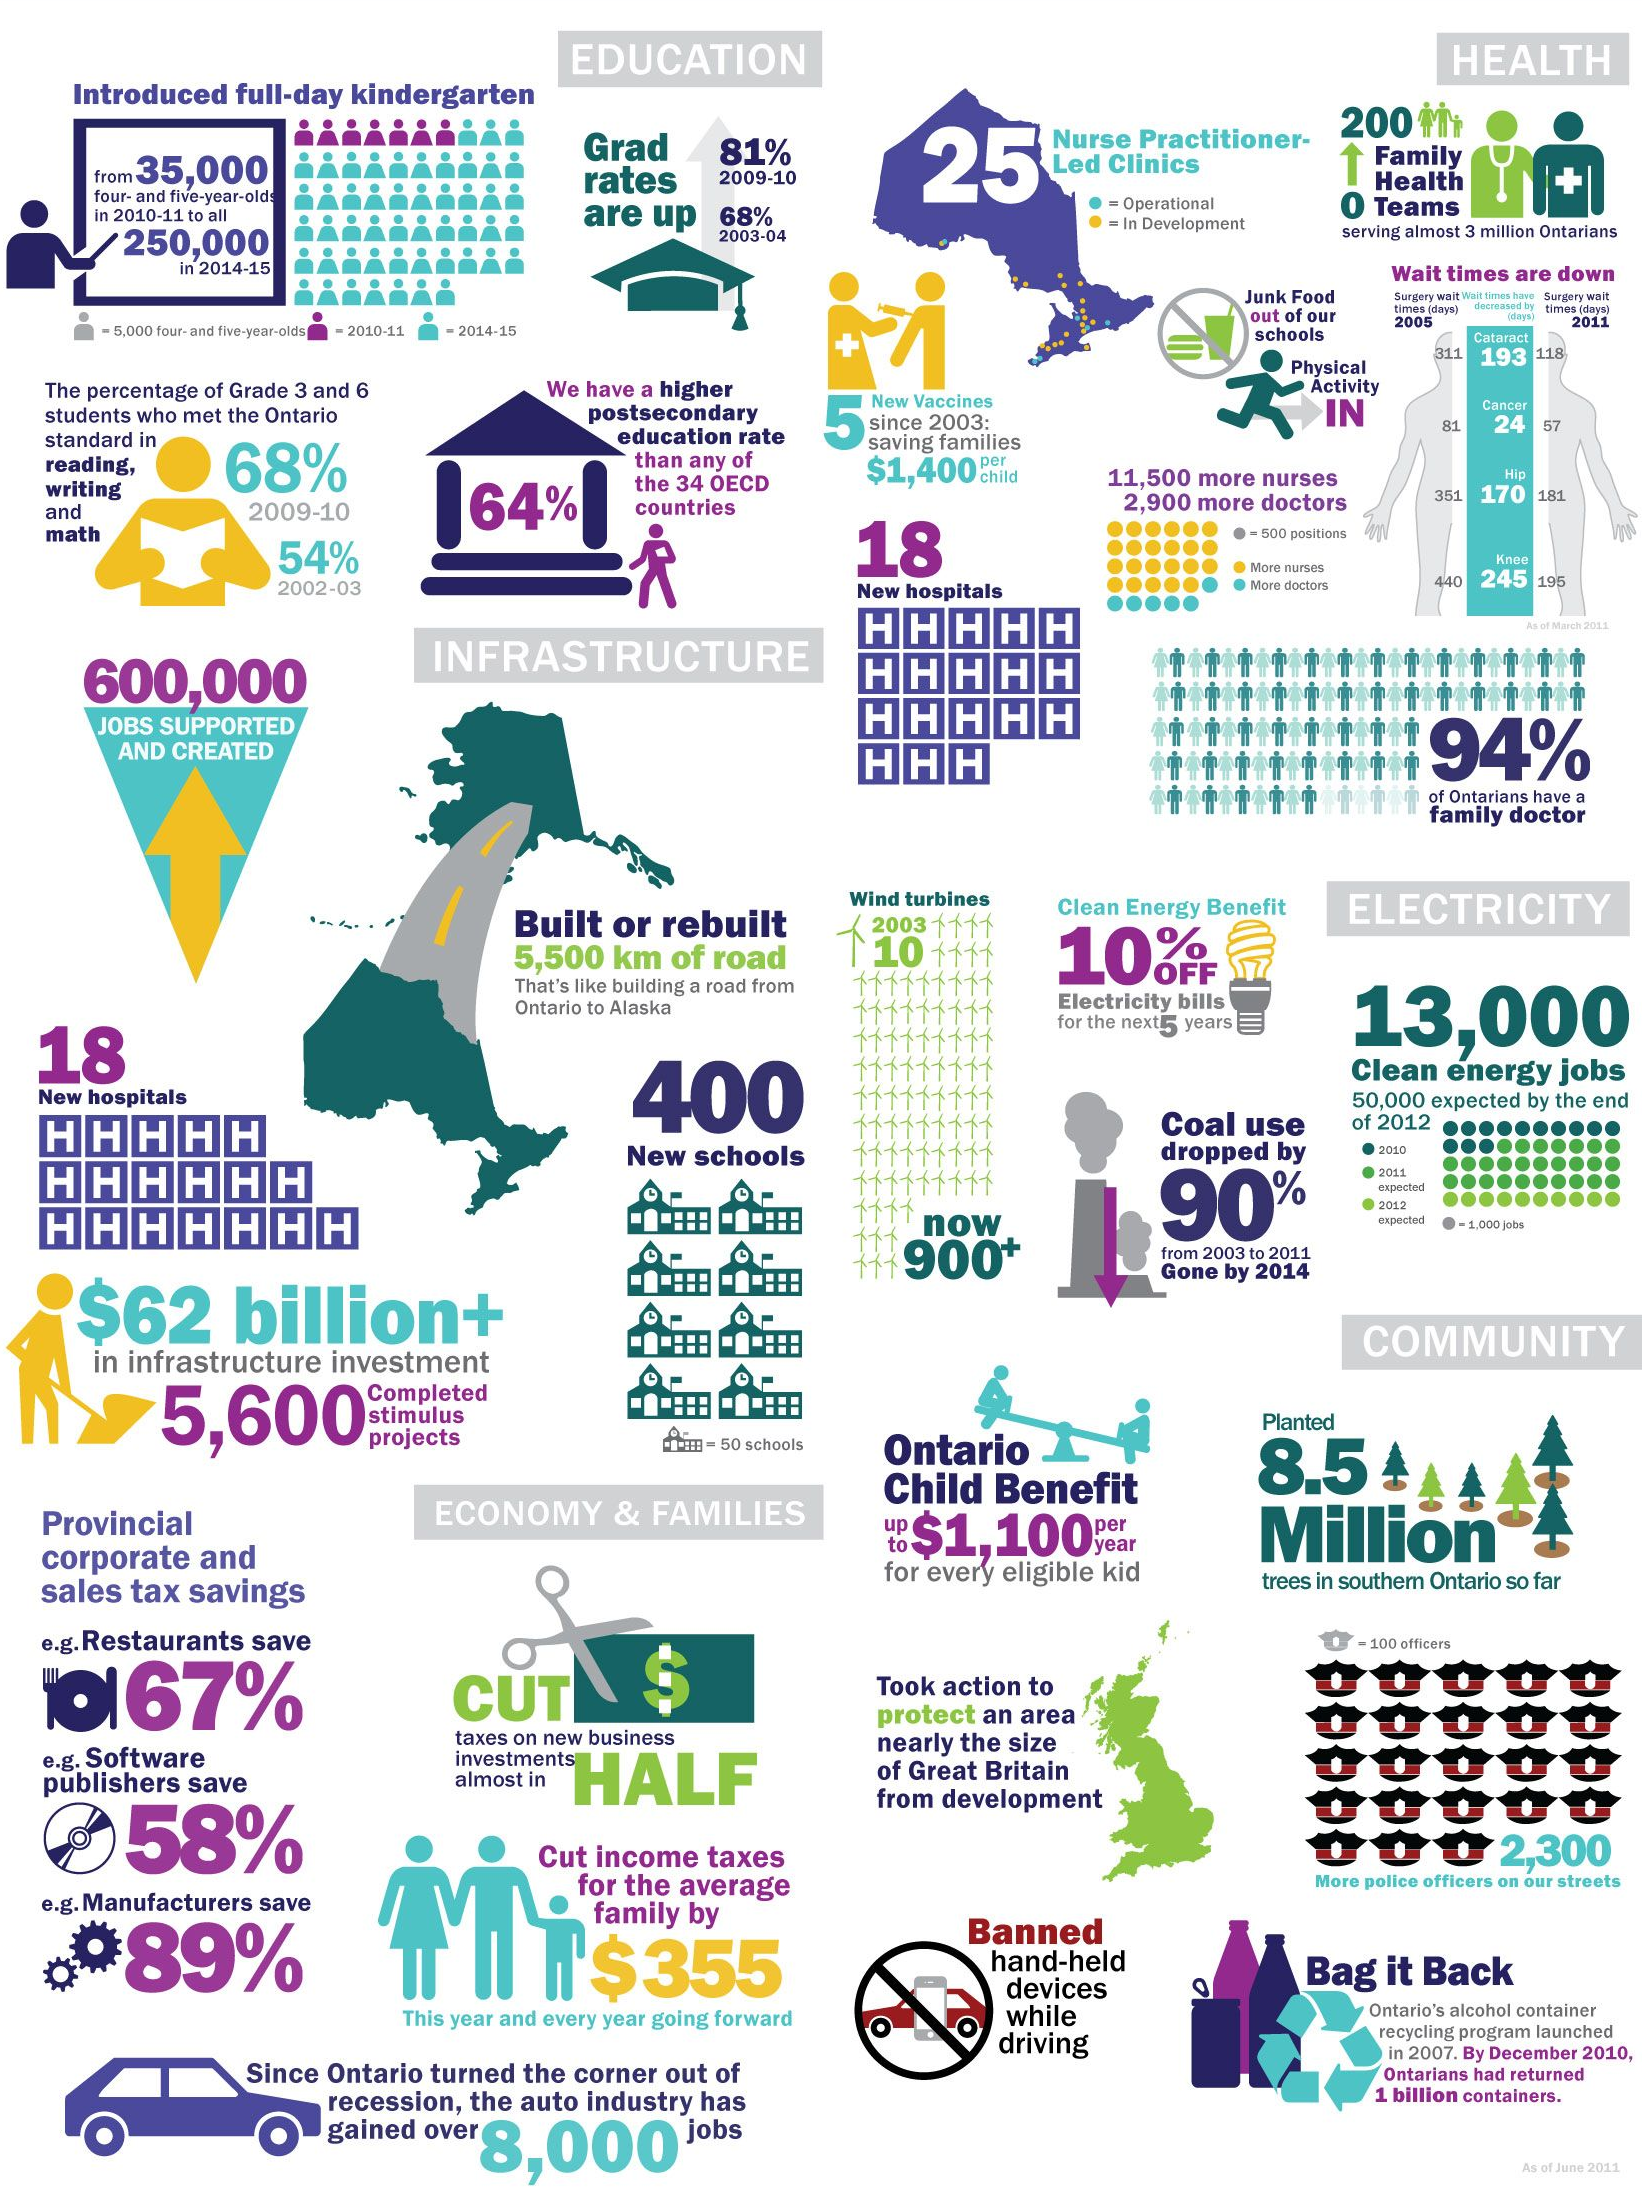 EDUCATION
Introduced full-day kindergarten
from 35,000
four- and five-year-olds
in 2010-11 to all
250,000
in 2014-15
= 5,000 four- and five-year-olds
= 2010-11
= 2014-15
Grad
rates
are up
81%
2009-10
68%
2003-04
The percentage of Grade 3 and 6
students who met the Ontario
standard in
reading,
writing
and
math
68%
2009-10
54%
2002-03
We have a higher
postsecondary
education rate
than any of
the 34 OECD
countries
64%
HEALTH
25
Nurse Practitioner-
Led Clinics
= Operational
= In Development
200
Family
Health
0 Teams
serving almost 3 million Ontarians
5
New Vaccines
since 2003:
saving families
$1,400 per
child
Junk Food
out of our
schools
Physical
Activity
IN
Wait times are down
Surgery wait
times (days)
2005
Wait times have
decreased by
(days)
Surgery wait
times (days)
2011
Cataract
311 193 118
Cancer
81 24 57
Hip
351 170 181
Knee
440 245 195
As of March 2011
11,500 more nurses
2,900 more doctors
= 500 positions
More nurses
More doctors
18
New hospitals
H H H H H
H H H H H
H H H H H
H H H
94%
of Ontarians have a
family doctor
INFRASTRUCTURE
600,000
JOBS SUPPORTED
AND CREATED
Built or rebuilt
5,500 km of road
That's like building a road from
Ontario to Alaska
18
New hospitals
H H H H H
H H H H H H
H H H H H H H
400
New schools
= 50 schools
$62 billion+
in infrastructure investment
5,600
Completed
stimulus
projects
ELECTRICITY
Wind turbines
2003
10
now
900+
Clean Energy Benefit
10%
OFF
Electricity bills
for the next 5 years
13,000
Clean energy jobs
50,000 expected by the end
of 2012
2010
2011
expected
2012
expected
= 1,000 jobs
Coal use
dropped by
90%
from 2003 to 2011
Gone by 2014
ECONOMY & FAMILIES
Provincial
corporate and
sales tax savings
e.g. Restaurants save
67%
e.g. Software
publishers save
58%
e.g. Manufacturers save
89%
$
CUT
taxes on new business
investments
almost in
HALF
Cut income taxes
for the average
family by
$355
This year and every year going forward
Since Ontario turned the corner out of
recession, the auto industry has
gained over 8,000 jobs
COMMUNITY
Ontario
Child Benefit
up
to $1,100 per
year
for every eligible kid
Planted
8.5
Million
trees in southern Ontario so far
Took action to
protect an area
nearly the size
of Great Britain
from development
= 100 officers
2,300
More police officers on our streets
Banned
hand-held
devices
while
driving
Bag it Back
Ontario's alcohol container
recycling program launched
in 2007. By December 2010,
Ontarians had returned
1 billion containers.
As of June 2011